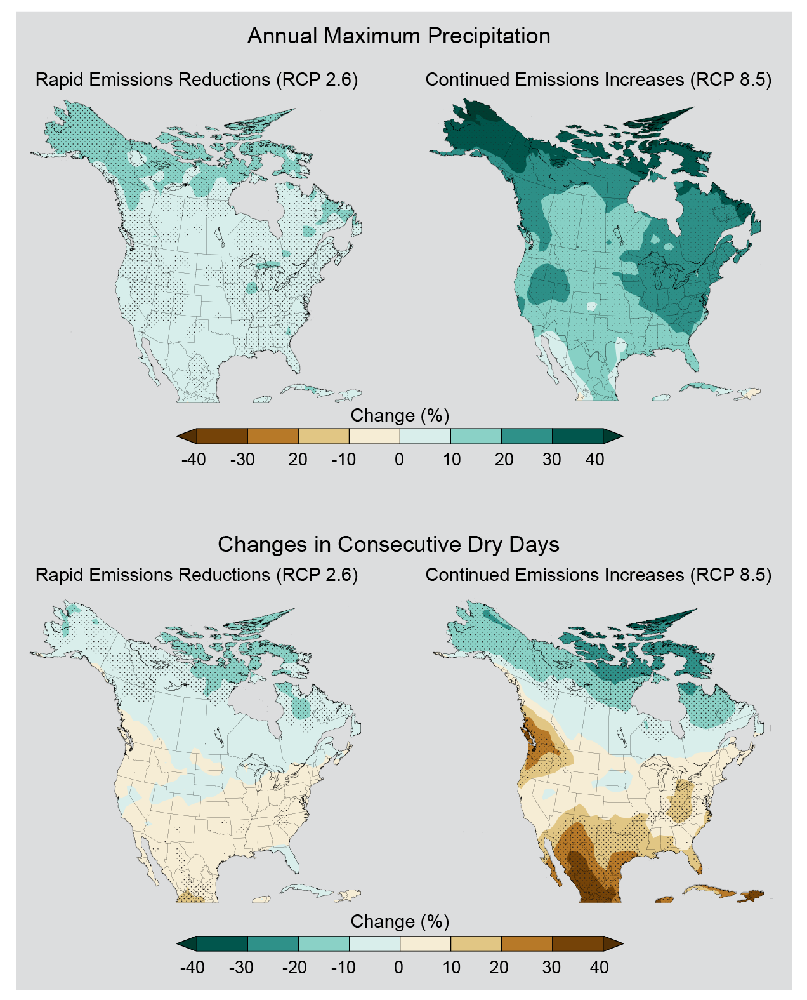 Annual Maximum Precipitation
Rapid Emissions Reductions (RCP 2.6)
Continued Emissions Increases (RCP 8.5)
Change (%)
-40 -30 20 -10 0 10 20 30 40
Changes in Consecutive Dry Days
Rapid Emissions Reductions (RCP 2.6)
Continued Emissions Increases (RCP 8.5)
Change (%)
-40 -30 -20 -10 0 10 20 30 40